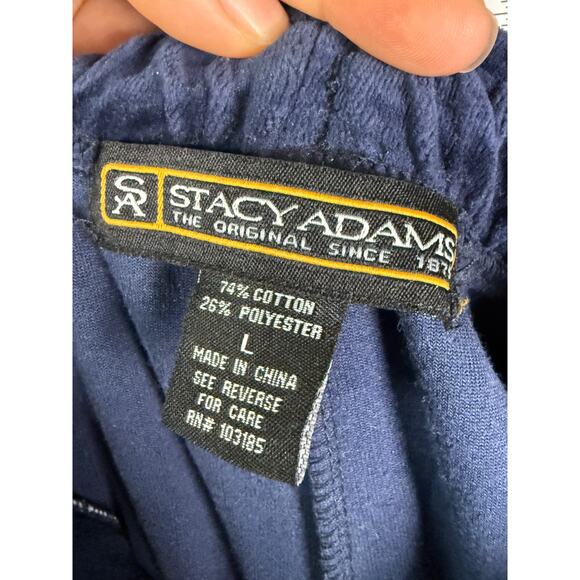 SA
STACY ADAMS
THE ORIGINAL SINCE 187
74% COTTON
26% POLYESTER
L
MADE IN CHINA
SEE REVERSE
FOR CARE
RN# 103185